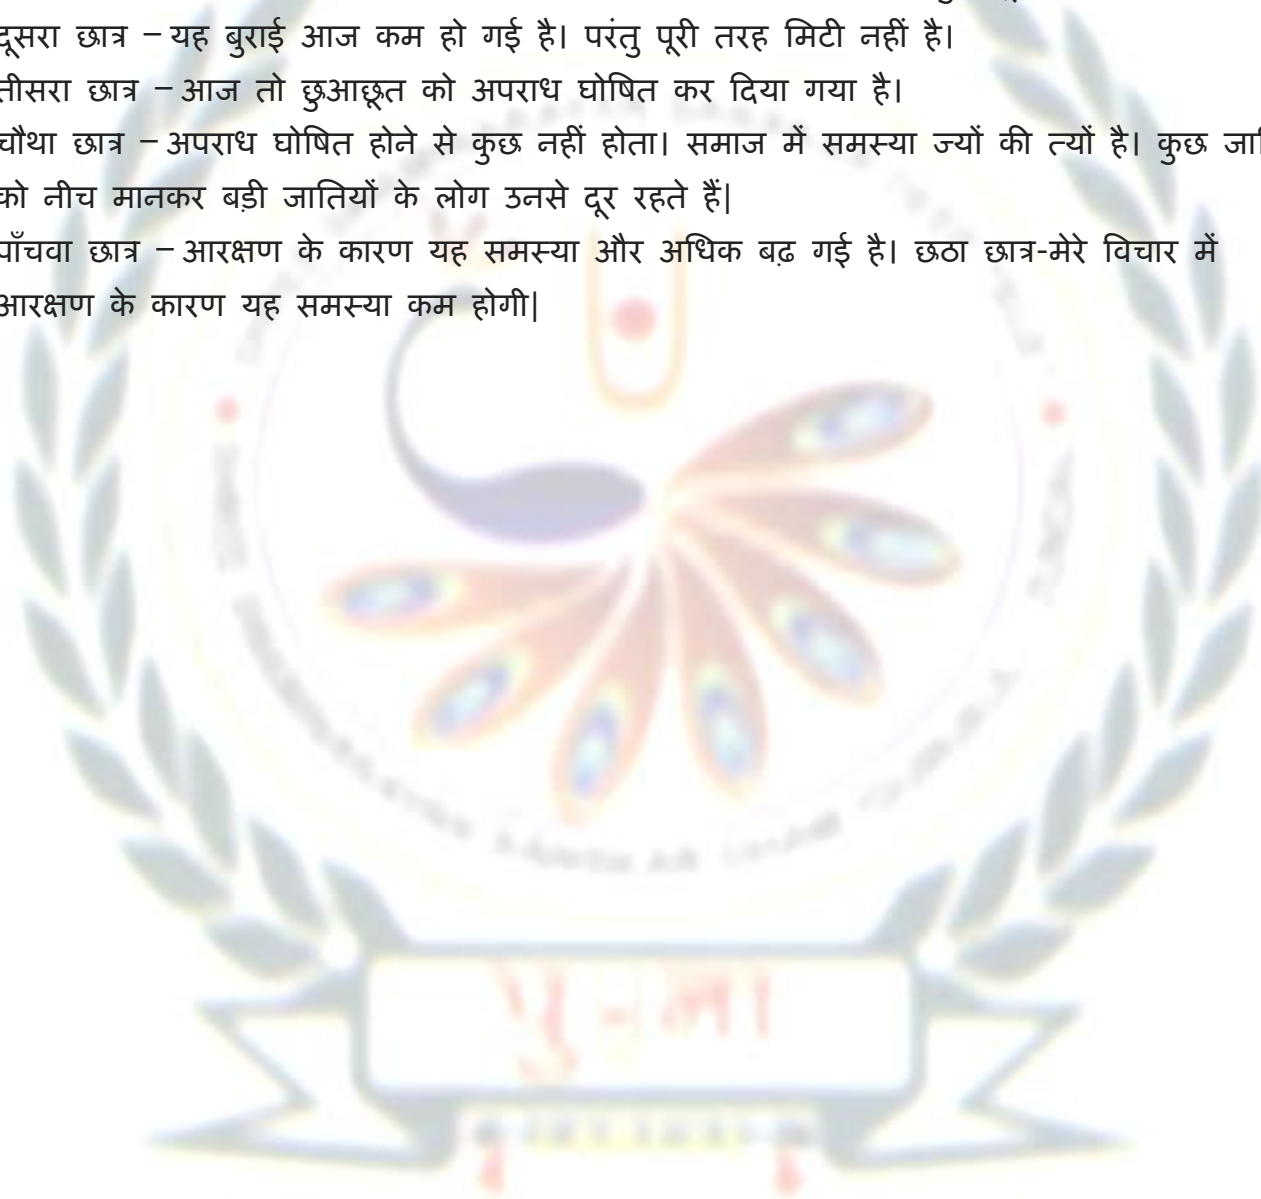 दूसरा छात्र – यह बुराई आज कम हो गई है। परंतु पूरी तरह मिटी नहीं है।
तीसरा छात्र – आज तो छुआछूत को अपराध घोषित कर दिया गया है।
चौथा छात्र – अपराध घोषित होने से कुछ नहीं होता। समाज में समस्या ज्यों की त्यों है। कुछ
को नीच मानकर बड़ी जातियों के लोग उनसे दूर रहते हैं|
पाँचवा छात्र – आरक्षण के कारण यह समस्या और अधिक बढ़ गई है। छठा छात्र-मेरे विचार में
आरक्षण के कारण यह समस्या कम होगी|